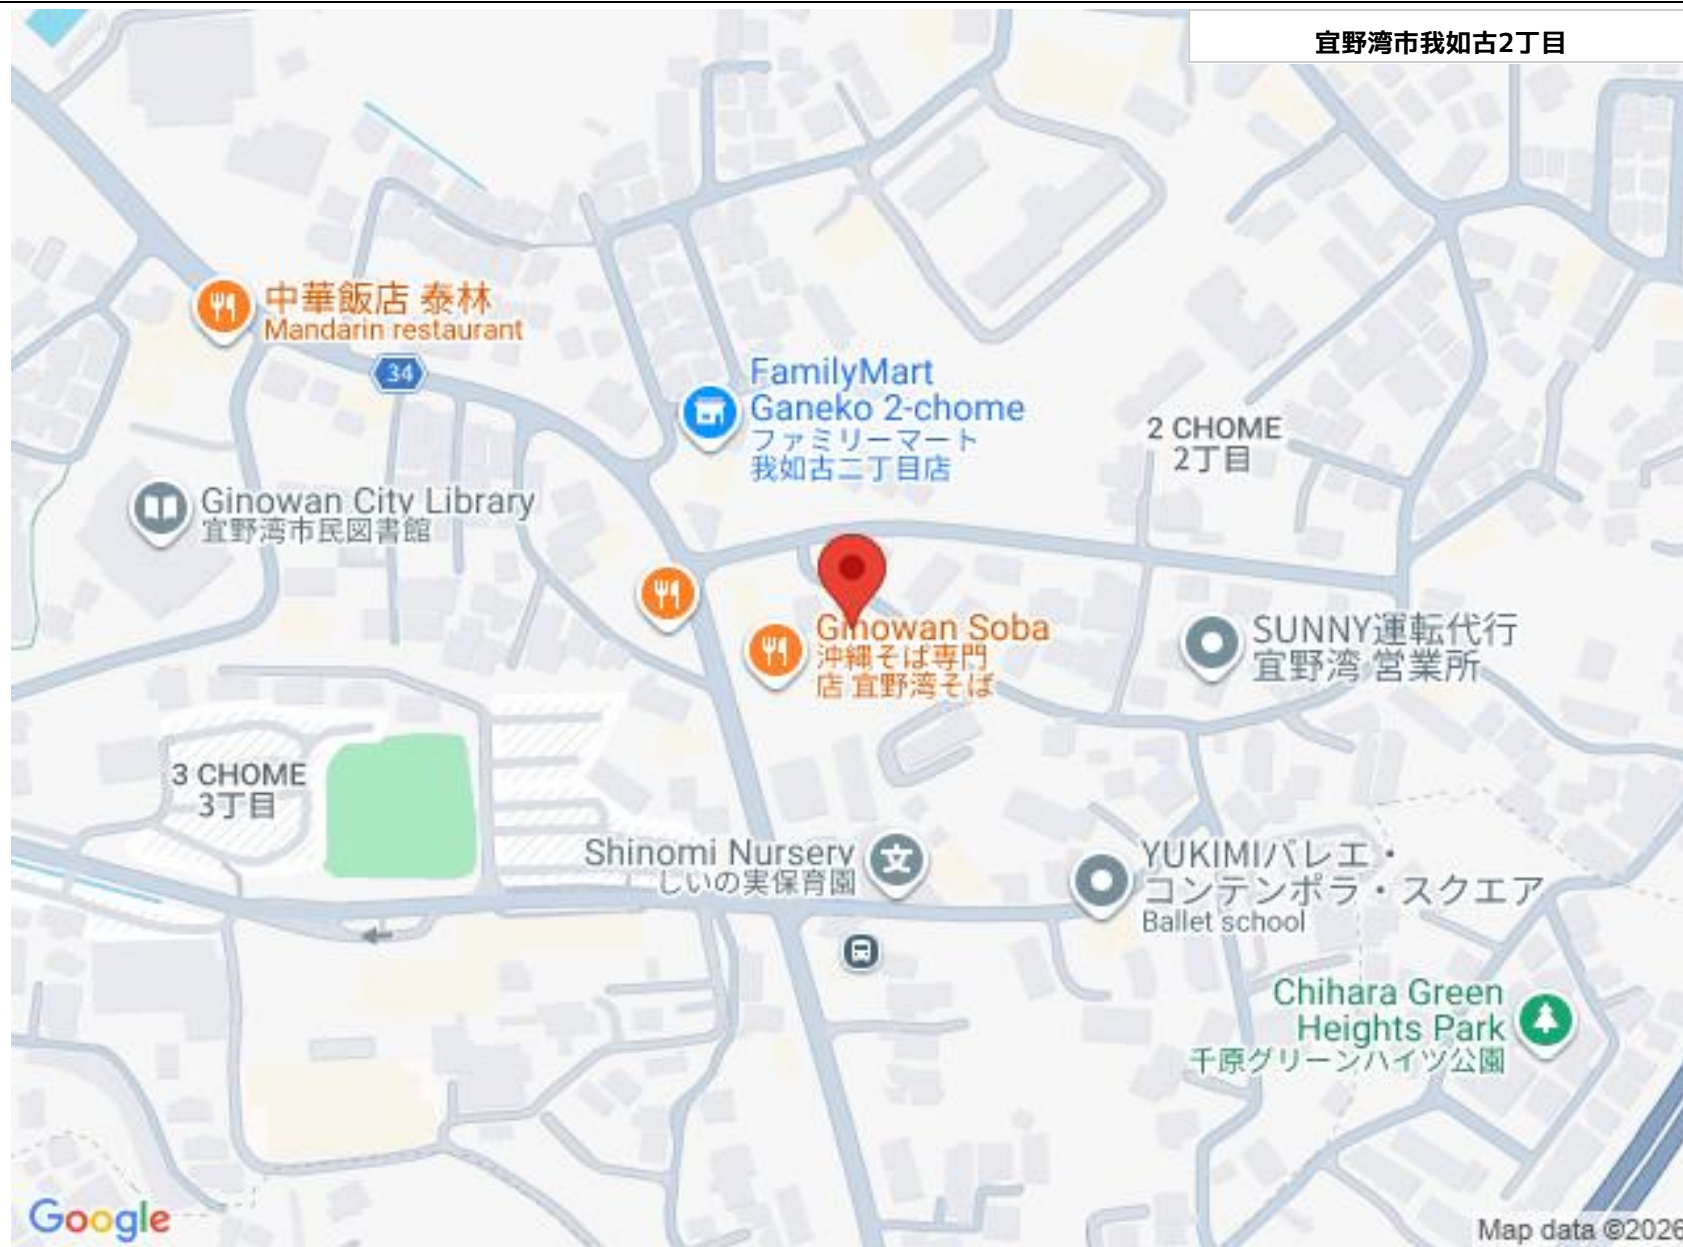 宜野湾市我如古2丁目
中華飯店 泰林
Mandarin restaurant
34
FamilyMart
Ganeko 2-chome
ファミリーマート
我如古二丁目店
2 CHOME
2丁目
Ginowan City Library
宜野湾市民図書館
Ginowan Soba
沖縄そば専門
店 宜野湾そば
SUNNY運転代行
宜野湾 営業所
3 CHOME
3丁目
Shinomi Nursery
しいの実保育園
文
YUKIMIバレエ・
コンテンポラ・スクエア
Ballet school
Chihara Green
Heights Park
千原グリーンハイツ公園
Google
Map data ©2026